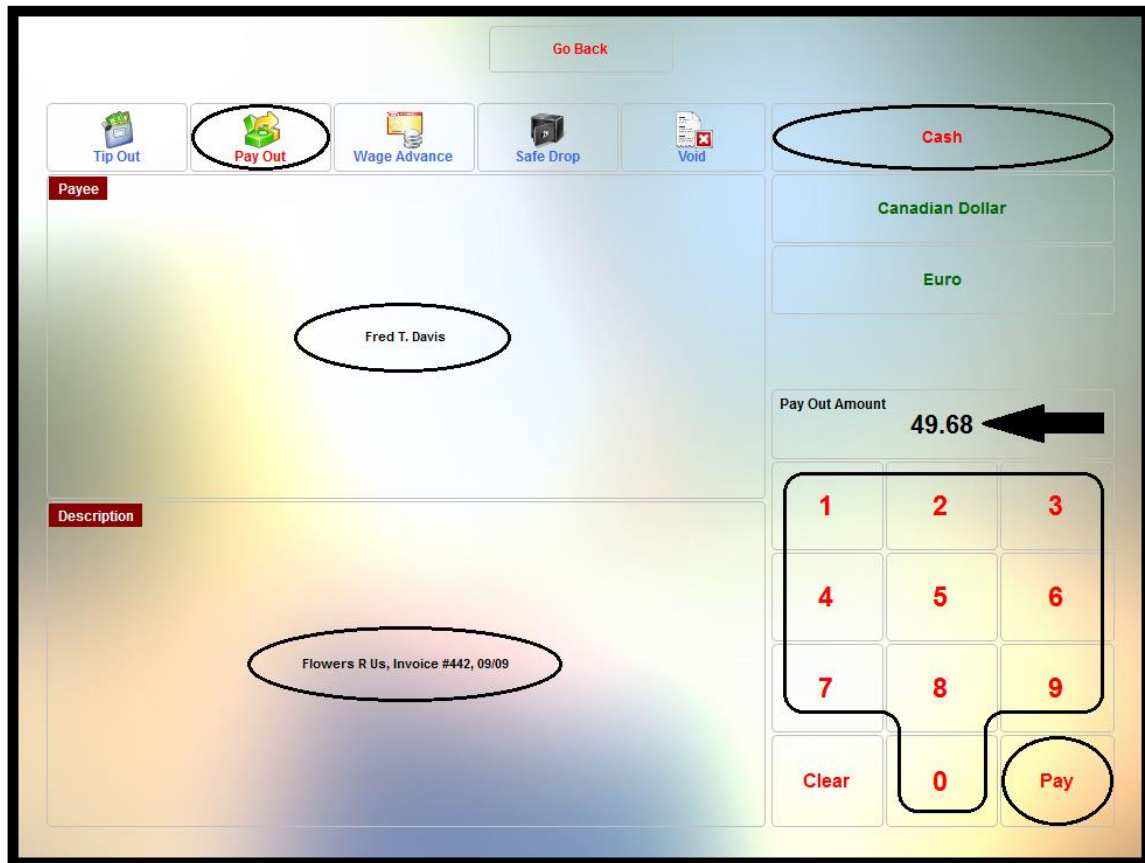 Go Back
Tip Out
Pay Out
Wage Advance
Safe Drop
Void
Cash
Payee
Canadian Dollar
Euro
Fred T. Davis
Pay Out Amount
49.68
Description
1 2 3
4 5 6
Flowers R Us, Invoice #442, 09/09
7 8 9
Clear 0 Pay